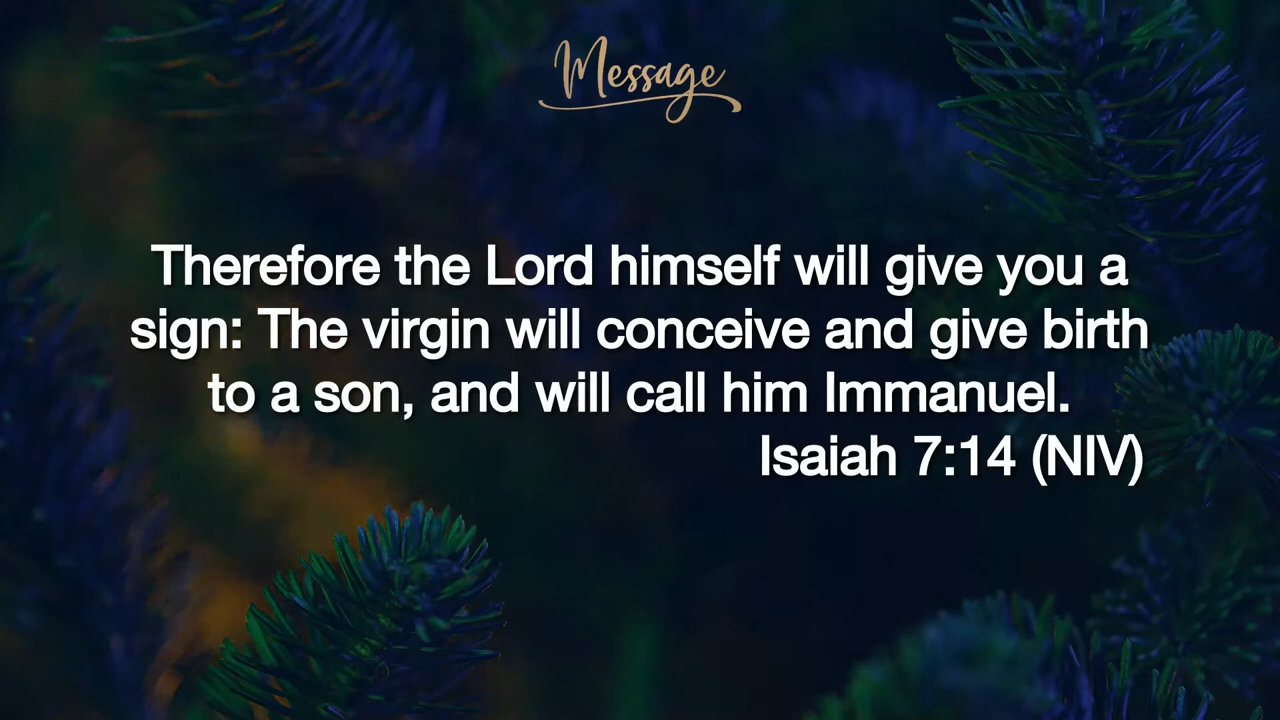 Message
Therefore the Lord himself will give you a
sign: The virgin will conceive and give birth
to a son, and will call him Immanuel.
Isaiah 7:14 (NIV)